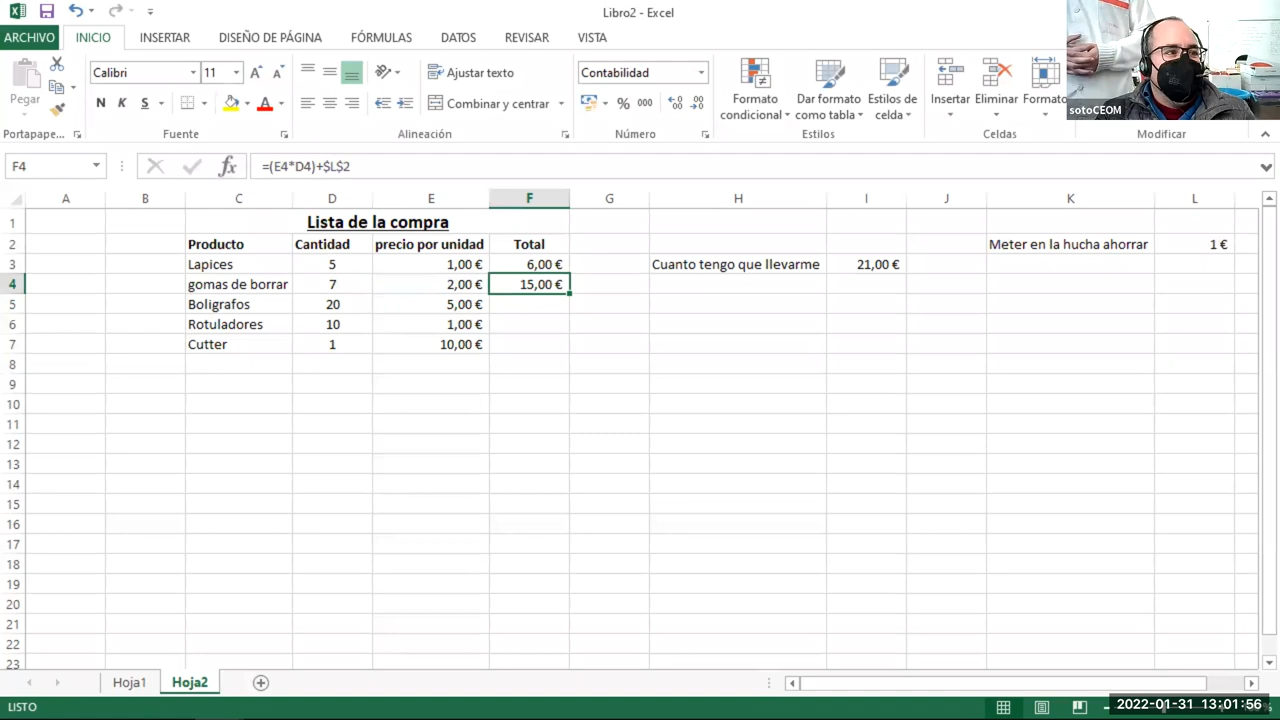 Libro2 - Excel
ARCHIVO INICIO INSERTAR DISEÑO DE PÁGINA FÓRMULAS DATOS REVISAR VISTA
Pegar
Calibri 11
N K S
Ajustar texto
Combinar y centrar
Contabilidad
% 000
Formato condicional
Dar formato como tabla
Estilos de celda
Insertar Eliminar Formato
Portapape... Fuente Alineación Número Estilos Celdas Modificar
sotoCEOM
F4 fx =(E4*D4)+$L$2
A B C D E F G H I J K L
1 Lista de la compra
2 Producto Cantidad precio por unidad Total Meter en la hucha ahorrar 1 €
3 Lapices 5 1,00 € 6,00 € Cuanto tengo que llevarme 21,00 €
4 gomas de borrar 7 2,00 € 15,00 €
5 Boligrafos 20 5,00 €
6 Rotuladores 10 1,00 €
7 Cutter 1 10,00 €
8
9
10
11
12
13
14
15
16
17
18
19
20
21
22
23
Hoja1 Hoja2
LISTO
2022-01-31 13:01:56